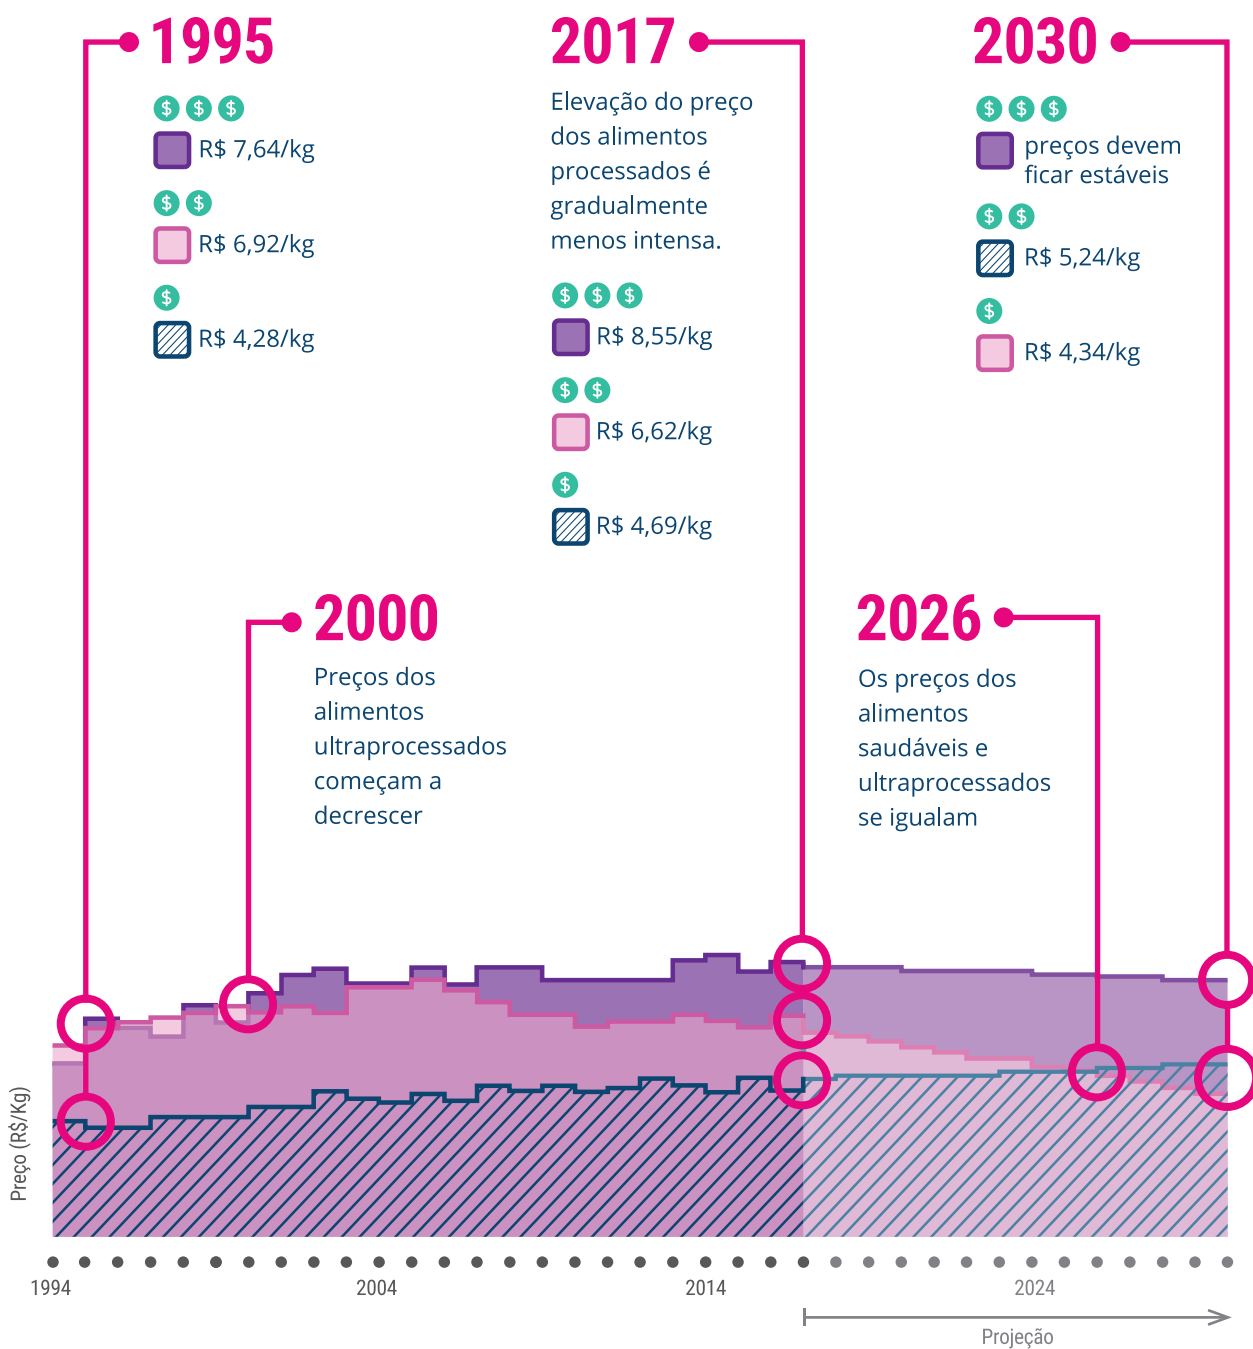 1995
$ $ $
R$ 7,64/kg
$ $
R$ 6,92/kg
$
R$ 4,28/kg
2017
Elevação do preço
dos alimentos
processados é
gradualmente
menos intensa.
$ $ $
R$ 8,55/kg
$ $
R$ 6,62/kg
$
R$ 4,69/kg
2030
$ $ $
preços devem
ficar estáveis
$ $
R$ 5,24/kg
$
R$ 4,34/kg
2000
Preços dos
alimentos
ultraprocessados
começam a
decrescer
2026
Os preços dos
alimentos
saudáveis e
ultraprocessados
se igualam
Preço (R$/Kg)
1994
2004
2014
2024
Projeção